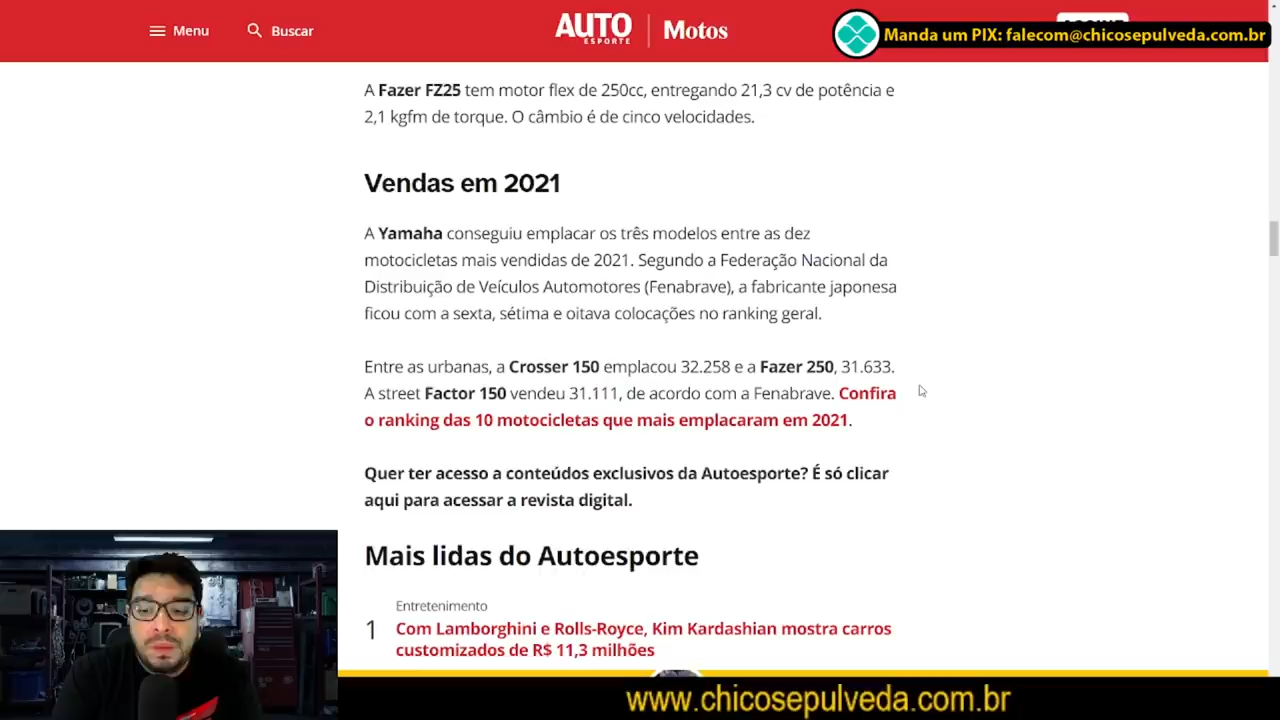 Menu
Buscar
AUTO
ESPORTE
Motos
Manda um PIX: falecom@chicosepulveda.com.br
A Fazer FZ25 tem motor flex de 250cc, entregando 21,3 cv de potência e
2,1 kgfm de torque. O câmbio é de cinco velocidades.
Vendas em 2021
A Yamaha conseguiu emplacar os três modelos entre as dez
motocicletas mais vendidas de 2021. Segundo a Federação Nacional da
Distribuição de Veículos Automotores (Fenabrave), a fabricante japonesa
ficou com a sexta, sétima e oitava colocações no ranking geral.
Entre as urbanas, a Crosser 150 emplacou 32.258 e a Fazer 250, 31.633.
A street Factor 150 vendeu 31.111, de acordo com a Fenabrave. Confira
o ranking das 10 motocicletas que mais emplacaram em 2021.
Quer ter acesso a conteúdos exclusivos da Autoesporte? É só clicar
aqui para acessar a revista digital.
Mais lidas do Autoesporte
Entretenimento
1 Com Lamborghini e Rolls-Royce, Kim Kardashian mostra carros
customizados de R$ 11,3 milhões
www.chicosepulveda.com.br